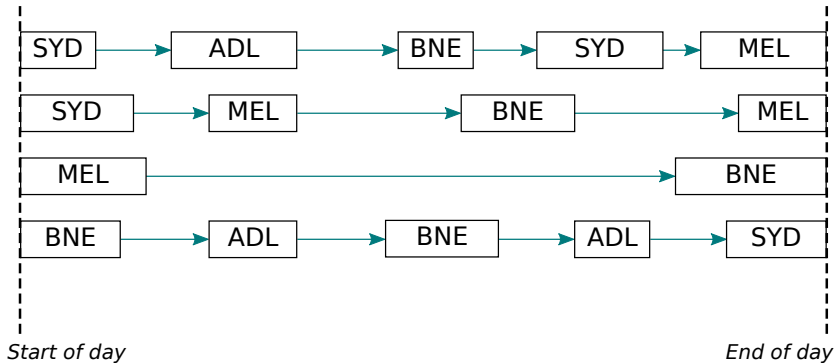 SYD ADL BNE SYD MEL
SYD MEL BNE MEL
MEL BNE
BNE ADL BNE ADL SYD
Start of day End of day